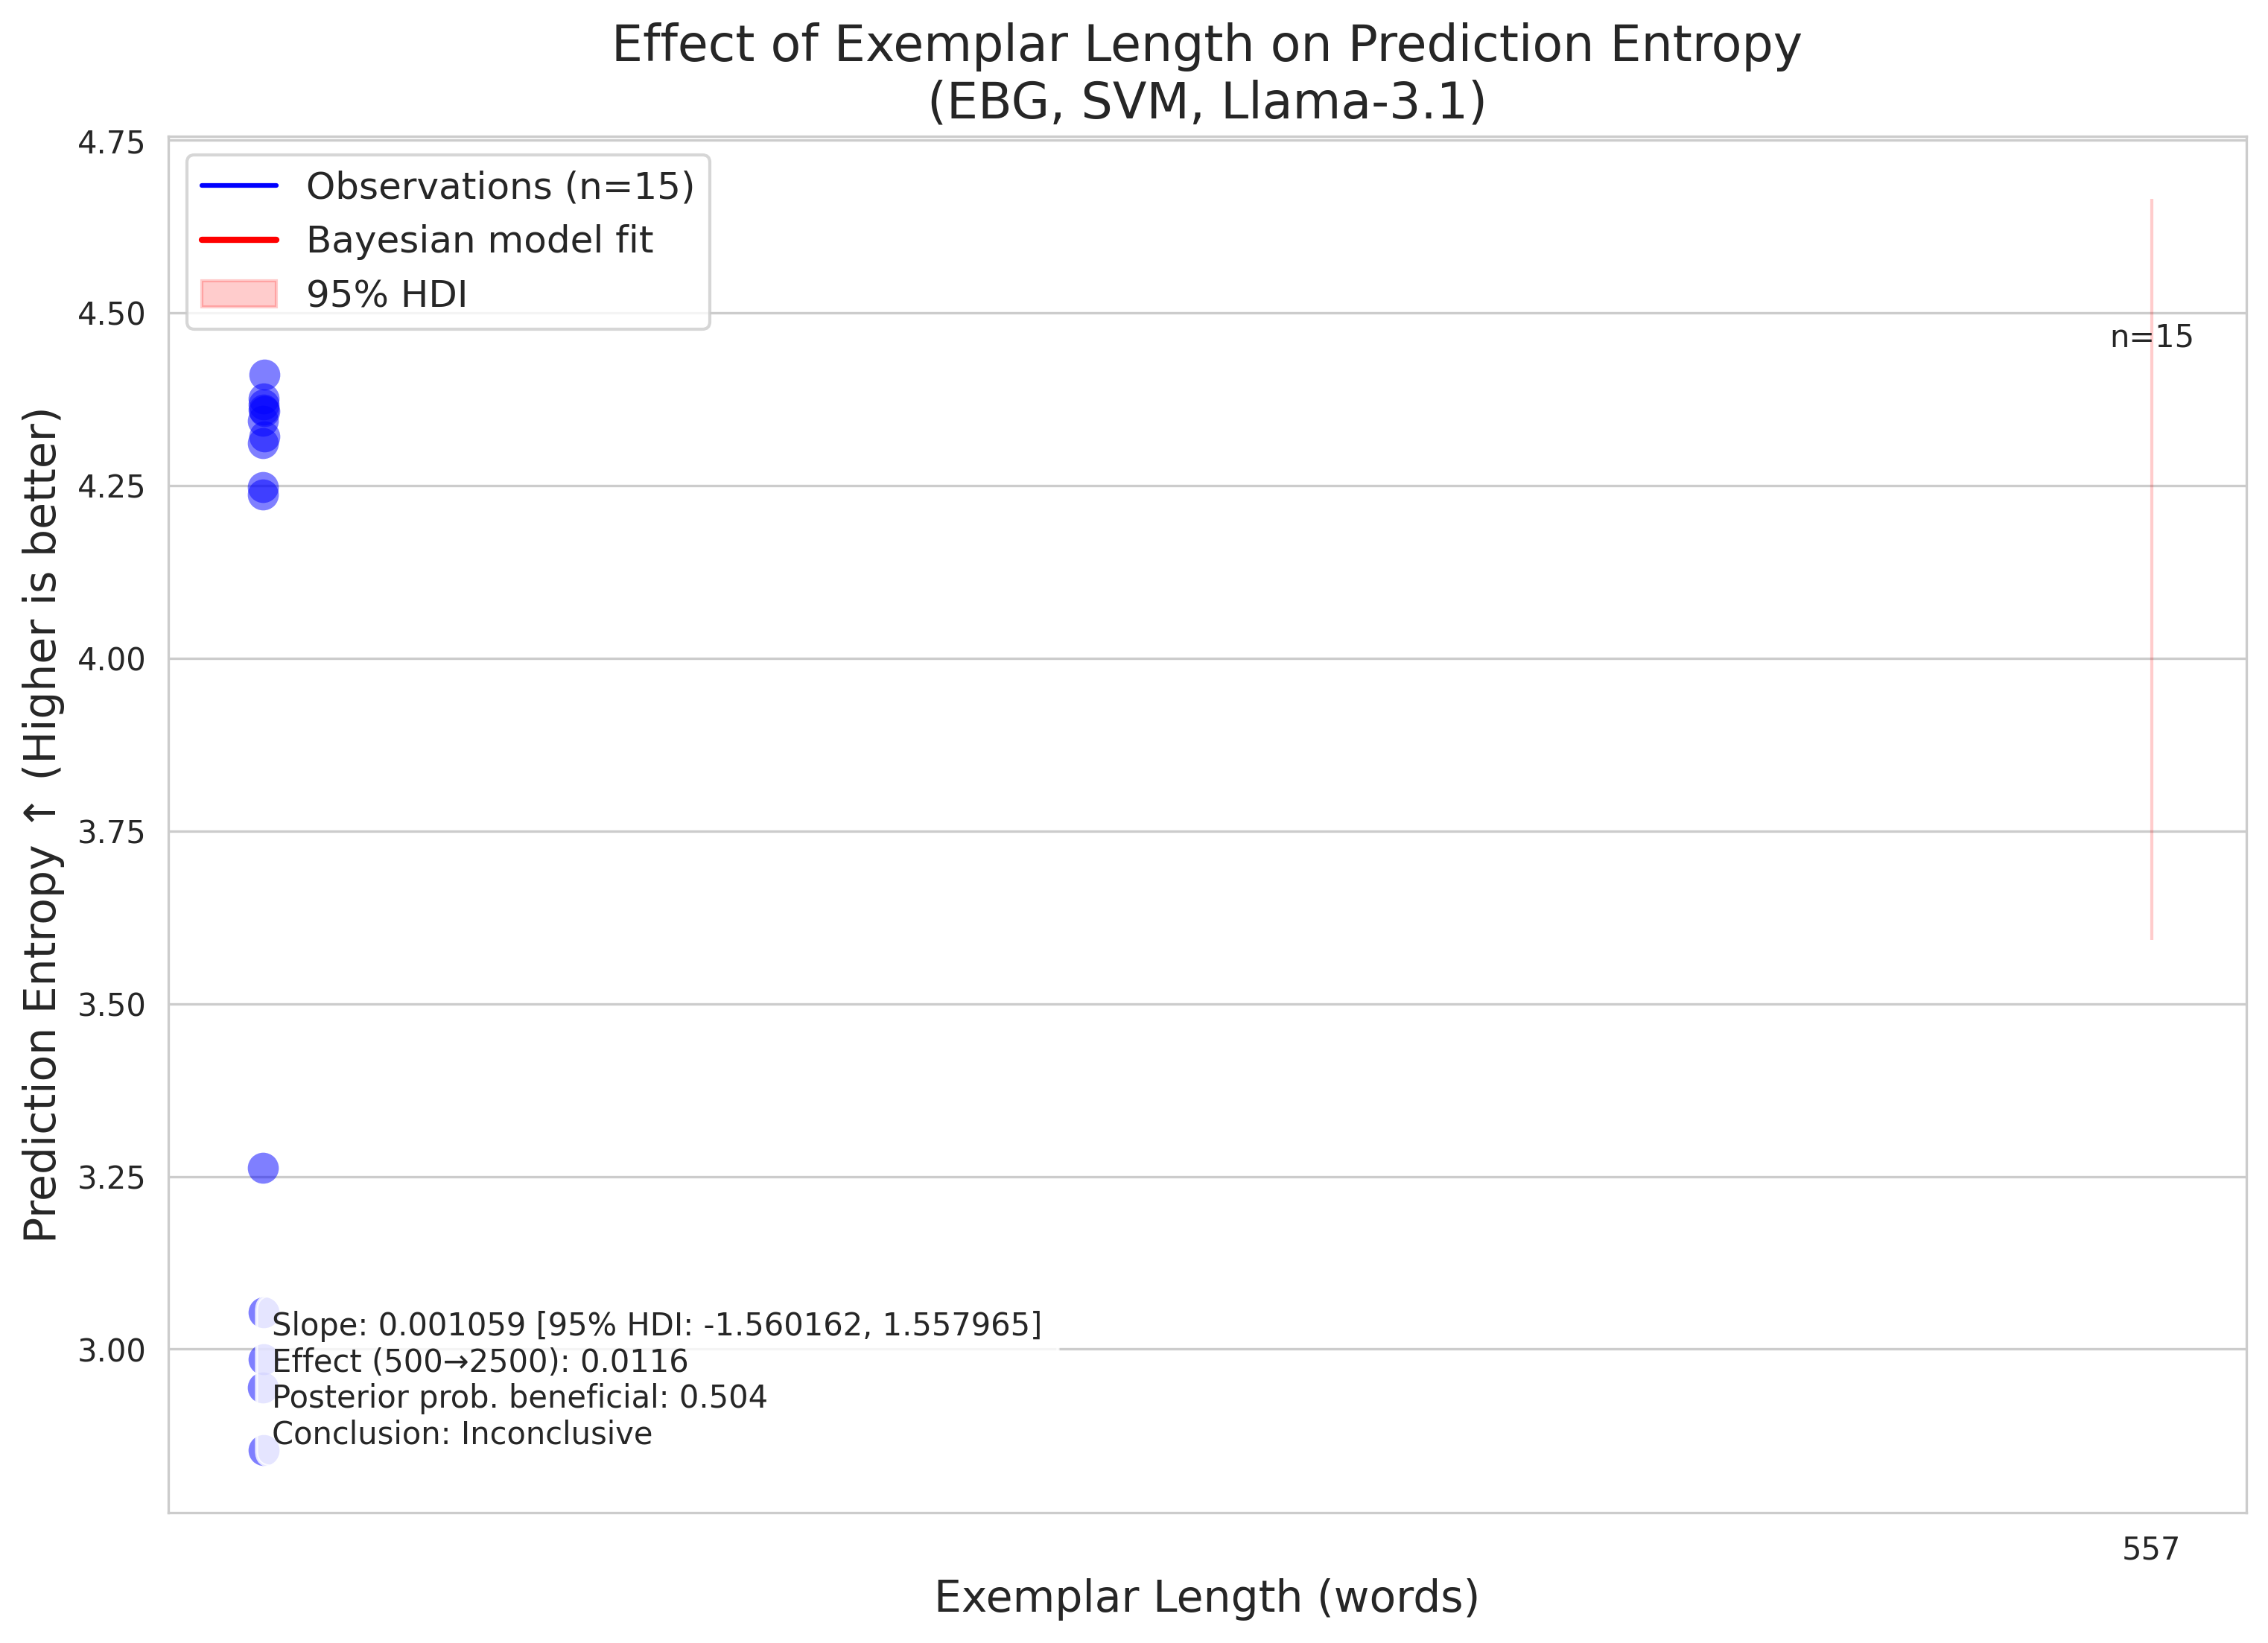 Effect of Exemplar Length on Prediction Entropy
(EBG, SVM, Llama-3.1)
Prediction Entropy ↑ (Higher is better)
4.75
4.50
4.25
4.00
3.75
3.50
3.25
3.00
Observations (n=15)
Bayesian model fit
95% HDI
n=15
Slope: 0.001059 [95% HDI: -1.560162, 1.557965]
Effect (500→2500): 0.0116
Posterior prob. beneficial: 0.504
Conclusion: Inconclusive
557
Exemplar Length (words)